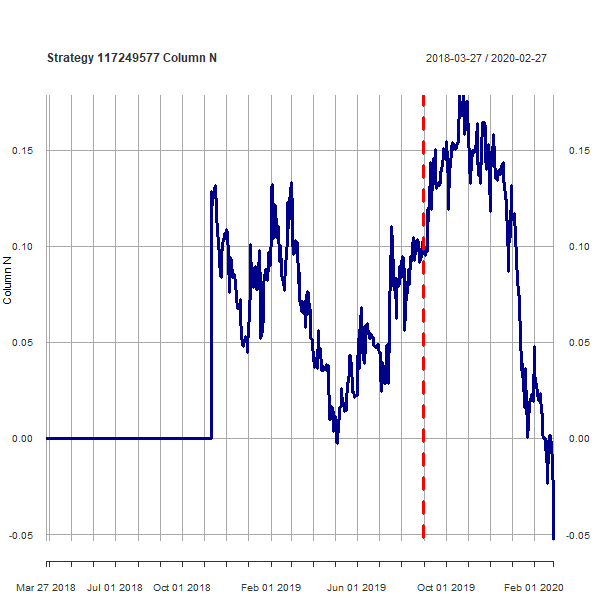 Strategy 117249577 Column N 2018-03-27 / 2020-02-27
0.15 0.15
0.10 0.10
Column N
0.05 0.05
0.00 0.00
-0.05 -0.05
Mar 27 2018 Jul 01 2018 Oct 01 2018 Feb 01 2019 Jun 01 2019 Oct 01 2019 Feb 01 2020